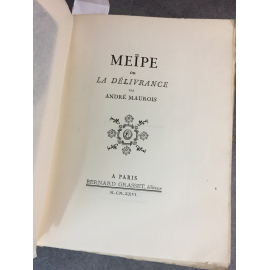 MEÏPE
OU
LA DÉLIVRANCE
PAR
ANDRÉ MAUROIS
A PARIS
BERNARD GRASSET, Éditeur
M.CM.XXVI